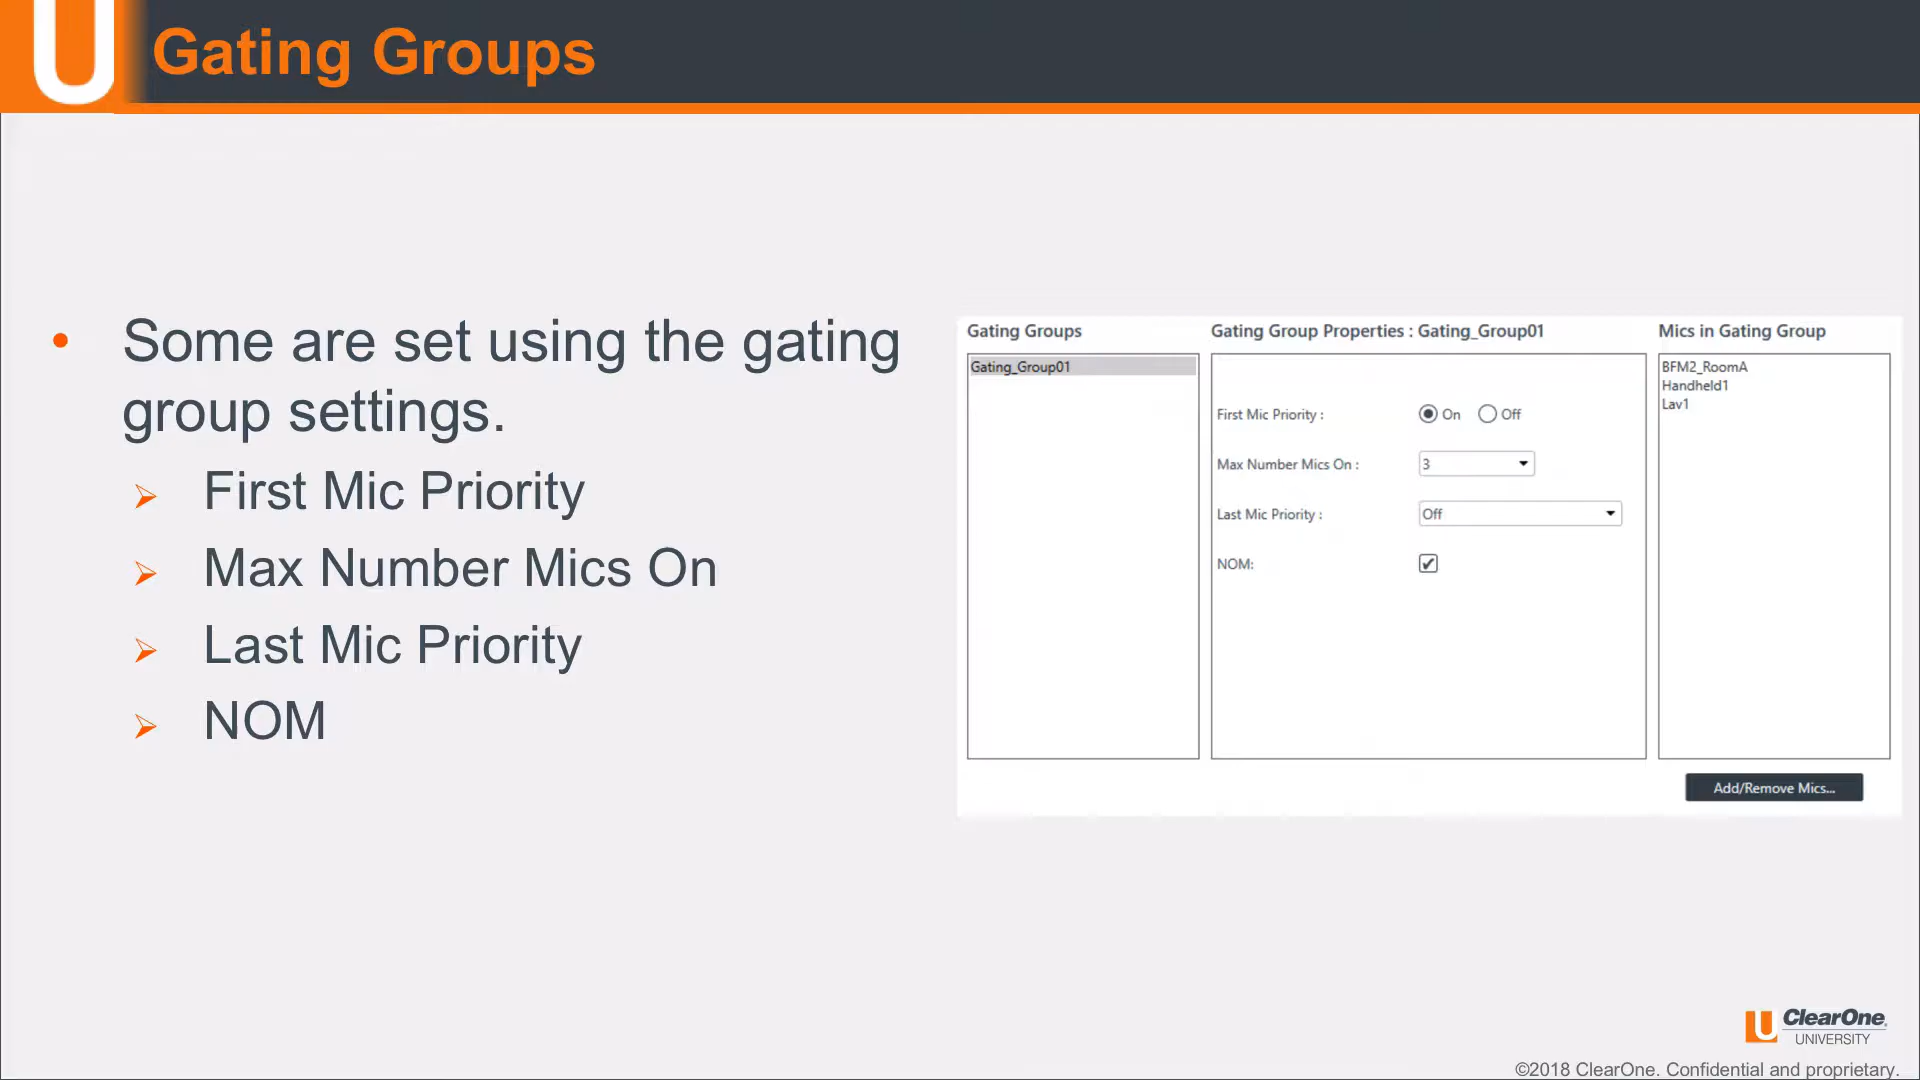 U Gating Groups
• Some are set using the gating
group settings.
➢ First Mic Priority
➢ Max Number Mics On
➢ Last Mic Priority
➢ NOM
Gating Groups
Gating_Group01
Gating Group Properties : Gating_Group01
First Mic Priority : On Off
Max Number Mics On : 3
Last Mic Priority : Off
NOM:
Mics in Gating Group
BFM2_RoomA
Handheld1
Lav1
Add/Remove Mics...
U ClearOne.
UNIVERSITY
©2018 ClearOne. Confidential and proprietary.